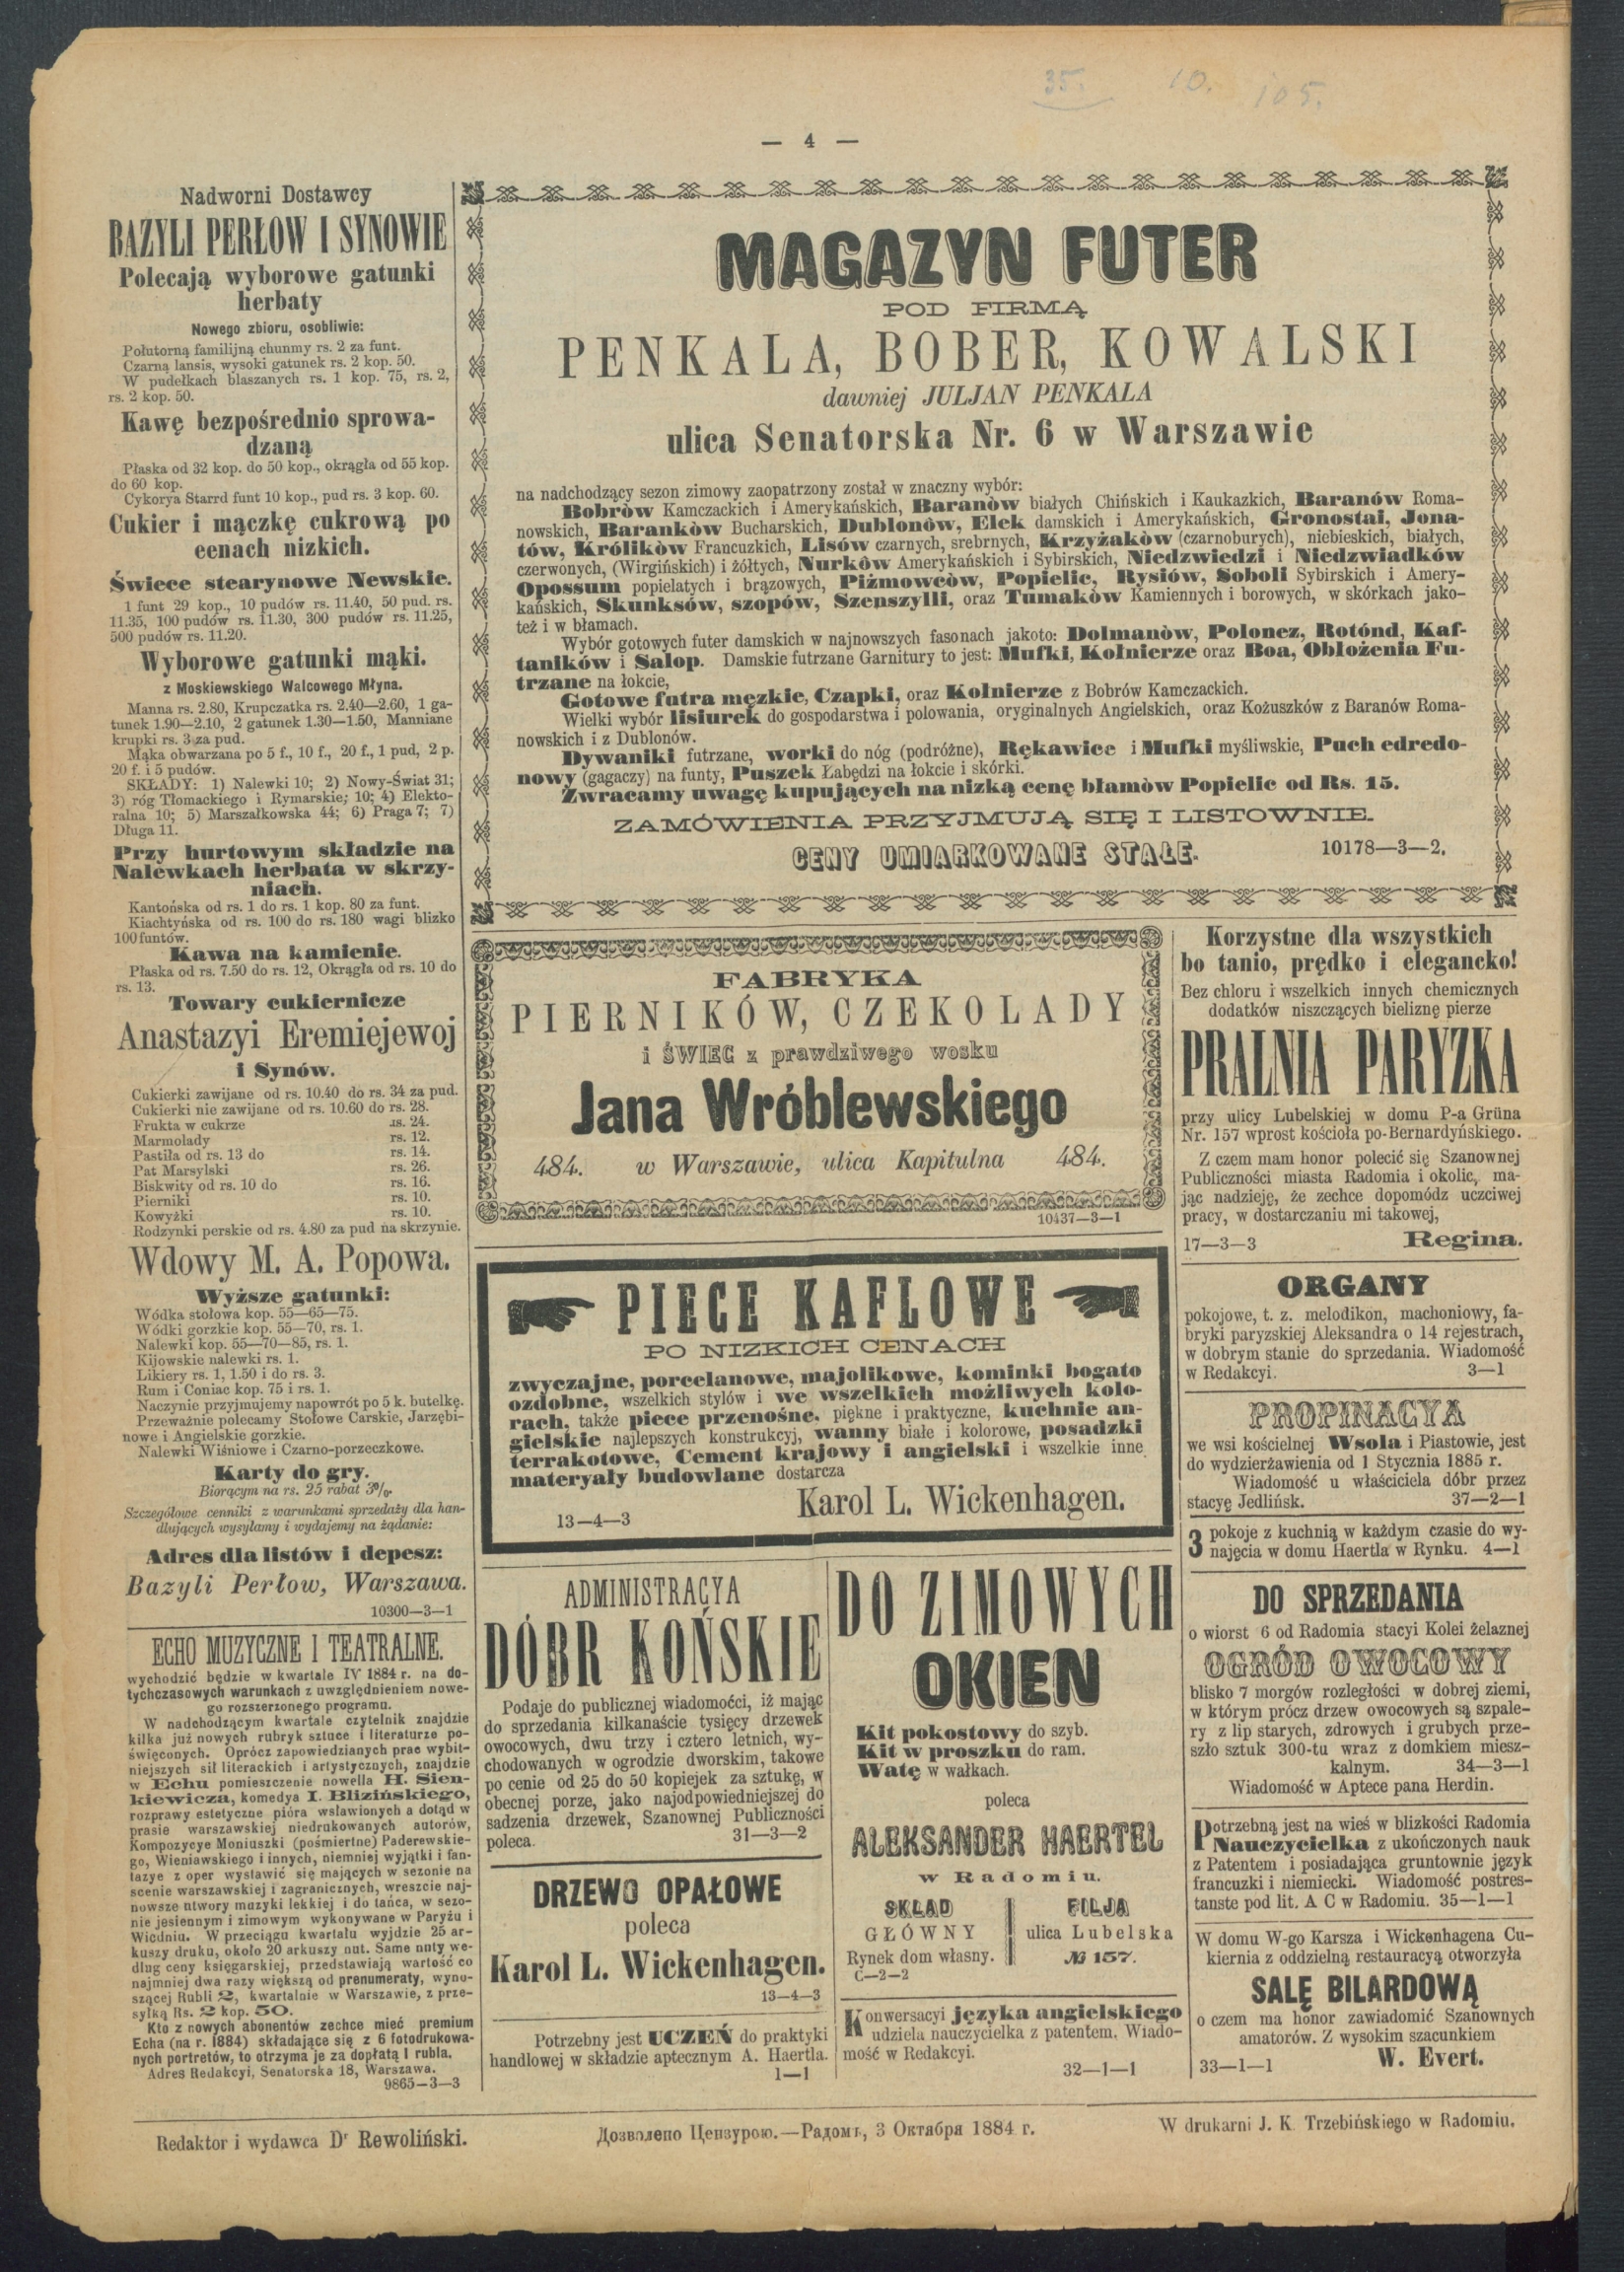 35. 10. 105.
— 4 —
Nadworni Dostawcy
BAZYLI PERŁOW I SYNOWIE
Polecają wyborowe gatunki
herbaty
Nowego zbioru, osobliwie:
Połutorną familijną chunmy rs. 2 za funt.
Czarną lansis, wysoki gatunek rs. 2 kop. 50.
W pudełkach blaszanych rs. 1 kop. 75, rs. 2,
rs. 2 kop. 50.
Kawę bezpośrednio sprowa-
dzaną
Płaska od 32 kop. do 50 kop., okrągła od 55 kop.
do 60 kop.
Cykorya Starrd funt 10 kop., pud rs. 3 kop. 60.
Cukier i mączkę cukrową po
cenach nizkich.
Świece stearynowe Newskie.
1 funt 29 kop., 10 pudów rs. 11.40, 50 pud. rs.
11.35, 100 pudów rs. 11.30, 300 pudów rs. 11.25,
500 pudów rs. 11.20.
Wyborowe gatunki mąki.
z Moskiewskiego Walcowego Młyna.
Manna rs. 2.80, Krupczatka rs. 2.40—2.60, 1 ga-
tunek 1.90—2.10, 2 gatunek 1.30—1.50, Manniane
krupki rs. 3 za pud.
Mąka obwarzana po 5 f., 10 f., 20 f., 1 pud, 2 p.
20 f. i 5 pudów.
SKŁADY: 1) Nalewki 10; 2) Nowy-Świat 31;
3) róg Tłomackiego i Rymarskie; 10; 4) Elekto-
ralna 10; 5) Marszałkowska 44; 6) Praga 7; 7)
Długa 11.
Przy hurtowym składzie na
Nalewkach herbata w skrzy-
niach.
Kantońska od rs. 1 do rs. 1 kop. 80 za funt.
Kiachtyńska od rs. 100 do rs. 180 wagi blizko
100 funtów.
Kawa na kamienie.
Płaska od rs. 7.50 do rs. 12, Okrągła od rs. 10 do
rs. 13.
Towary cukiernicze
Anastazyi Eremiejewoj
i Synów.
Cukierki zawijane od rs. 10.40 do rs. 34 za pud.
Cukierki nie zawijane od rs. 10.60 do rs. 28.
Frukta w cukrze rs. 24.
Marmolady rs. 12.
Pastiła od rs. 13 do rs. 14.
Pat Marsylski rs. 26.
Biskwity od rs. 10 do rs. 16.
Pierniki rs. 10.
Kowyżki rs. 10.
Rodzynki perskie od rs. 4.80 za pud na skrzynie.
Wdowy M. A. Popowa.
Wyższe gatunki:
Wódka stołowa kop. 55—65—75.
Wódki gorzkie kop. 55—70, rs. 1.
Nalewki kop. 55—70—85, rs. 1.
Kijowskie nalewki rs. 1.
Likiery rs. 1, 1.50 i do rs. 3.
Rum i Coniac kop. 75 i rs. 1.
Naczynie przyjmujemy napowrót po 5 k. butelkę.
Przeważnie polecamy Stołowe Carskie, Jarzębi-
nowe i Angielskie gorzkie.
Nalewki Wiśniowe i Czarno-porzeczkowe.
Karty do gry.
Biorącym na rs. 25 rabat 3%.
Szczegółowe cenniki z warunkami sprzedaży dla han-
dlujących wysyłamy i wydajemy na żądanie:
Adres dla listów i depesz:
Bazyli Perłow, Warszawa.
10300—3—1
ECHO MUZYCZNE I TEATRALNE.
wychodzić będzie w kwartale IV 1884 r. na do-
tychczasowych warunkach z uwzględnieniem nowe-
go rozszerzonego programu.
W nadchodzącym kwartale czytelnik znajdzie
kilka już nowych rubryk sztuce i literaturze po-
święconych. Oprócz zapowiedzianych prac wybit-
niejszych sił literackich i artystycznych, znajdzie
w Echu pomieszczenie nowella H. Sien-
kiewicza, komedya I. Blizińskiego,
rozprawy estetyczne pióra wsławionych a dotąd w
prasie warszawskiej niedrukowanych autorów,
Kompozycye Moniuszki (pośmiertne) Paderewskie-
go, Wieniawskiego i innych, niemniej wyjątki i fan-
tazye z oper wystawić się mających w sezonie na
scenie warszawskiej i zagranicznych, wreszcie naj-
nowsze utwory muzyki lekkiej i do tańca, w sezo-
nie jesiennym i zimowym wykonywane w Paryżu i
Wiedniu. W przeciągu kwartału wyjdzie 25 ar-
kuszy druku, około 20 arkuszy nut. Same nuty we-
dług ceny księgarskiej, przedstawiają wartość co
najmniej dwa razy większą od prenumeraty, wyno-
szącej Rubli 2, kwartalnie w Warszawie, z prze-
syłką Rs. 2 kop. 50.
Kto z nowych abonentów zechce mieć premium
Echa (na r. 1884) składające się z 6 fotodrukowa-
nych portretów, to otrzyma je za dopłatą 1 rubla.
Adres Redakcyi, Senatorska 18, Warszawa.
9865—3—3
MAGAZYN FUTER
POD FIRMĄ
PENKALA, BOBER, KOWALSKI
dawniej JULJAN PENKALA
ulica Senatorska Nr. 6 w Warszawie
na nadchodzący sezon zimowy zaopatrzony został w znaczny wybór:
Bobròw Kamczackich i Amerykańskich, Baranòw białych Chińskich i Kaukazkich, Baranów Roma-
nowskich, Barankòw Bucharskich, Dublonòw, Elek damskich i Amerykańskich, Gronostai, Jona-
tów, Królikòw Francuzkich, Lisów czarnych, srebrnych, Krzyżakòw (czarnoburych), niebieskich, białych,
czerwonych, (Wirgińskich) i żółtych, Nurkòw Amerykańskich i Sybirskich, Niedzwiedzi i Niedzwiadków
Opossum popielatych i brązowych, Piżmowcòw, Popielic, Rysiów, Soboli Sybirskich i Amery-
kańskich, Skunksów, szopów, Szenszylli, oraz Tumakòw Kamiennych i borowych, w skórkach jako-
też i w błamach.
Wybór gotowych futer damskich w najnowszych fasonach jakoto: Dolmanòw, Polonez, Rotónd, Kaf-
taników i Salop. Damskie futrzane Garnitury to jest: Mufki, Kolnierze oraz Boa, Oblożenia Fu-
trzane na łokcie,
Gotowe futra męzkie, Czapki, oraz Kolnierze z Bobrów Kamczackich.
Wielki wybór lisiurek do gospodarstwa i polowania, oryginalnych Angielskich, oraz Kożuszków z Baranów Roma-
nowskich i z Dublonów.
Dywaniki futrzane, worki do nóg (podróżne), Rękawice i Mufki myśliwskie, Puch edredo-
nowy (gagaczy) na funty, Puszek Łabędzi na łokcie i skórki.
Zwracamy uwagę kupujących na nizką cenę błamòw Popielic od Rs. 15.
ZAMÓWIENIA PRZYJMUJĄ SIĘ I LISTOWNIE.
CENY UMIARKOWANE STAŁE.
10178—3—2.
FABRYKA
PIERNIKÓW, CZEKOLADY
i ŚWIEC z prawdziwego wosku
Jana Wróblewskiego
484. w Warszawie, ulica Kapitulna 484.
10437—3—1
PIECE KAFLOWE
PO NIZKICH CENACH
zwyczajne, porcelanowe, majolikowe, kominki bogato
ozdobne, wszelkich stylów i we wszelkich możliwych kolo-
rach, także piece przenośne, piękne i praktyczne, kuchnie an-
gielskie najlepszych konstrukcyj, wanny białe i kolorowe, posadzki
terrakotowe, Cement krajowy i angielski i wszelkie inne
materyały budowlane dostarcza
Karol L. Wickenhagen.
13—4—3
ADMINISTRACYA
DÓBR KOŃSKIE
Podaje do publicznej wiadomoćci, iż mając
do sprzedania kilkanaście tysięcy drzewek
owocowych, dwu trzy i cztero letnich, wy-
chodowanych w ogrodzie dworskim, takowe
po cenie od 25 do 50 kopiejek za sztukę, w
obecnej porze, jako najodpowiedniejszej do
sadzenia drzewek, Szanownej Publiczności
poleca. 31—3—2
DRZEWO OPAŁOWE
poleca
Karol L. Wickenhagen.
13—4—3
Potrzebny jest UCZEŃ do praktyki
handlowej w składzie aptecznym A. Haertla.
1—1
DO ZIMOWYCH
OKIEN
Kit pokostowy do szyb.
Kit w proszku do ram.
Watę w wałkach.
poleca
ALEKSANDER HAERTEL
w Radomiu.
SKŁAD
GŁÓWNY
Rynek dom własny.
C—2—2
FILJA
ulica Lubelska
№ 157.
Konwersacyi języka angielskiego
udziela nauczycielka z patentem. Wiado-
mość w Redakcyi.
32—1—1
Korzystne dla wszystkich
bo tanio, prędko i elegancko!
Bez chloru i wszelkich innych chemicznych
dodatków niszczących bieliznę pierze
PRALNIA PARYZKA
przy ulicy Lubelskiej w domu P-a Grüna
Nr. 157 wprost kościoła po-Bernardyńskiego.
Z czem mam honor polecić się Szanownej
Publiczności miasta Radomia i okolic, ma-
jąc nadzieję, że zechce dopomódz uczciwej
pracy, w dostarczaniu mi takowej,
17—3—3 Regina.
ORGANY
pokojowe, t. z. melodikon, machoniowy, fa-
bryki paryzskiej Aleksandra o 14 rejestrach,
w dobrym stanie do sprzedania. Wiadomość
w Redakcyi. 3—1
PROPINACYA
we wsi kościelnej Wsola i Piastowie, jest
do wydzierżawienia od 1 Stycznia 1885 r.
Wiadomość u właściciela dóbr przez
stacyę Jedlińsk. 37—2—1
3 pokoje z kuchnią w każdym czasie do wy-
najęcia w domu Haertla w Rynku. 4—1
DO SPRZEDANIA
o wiorst 6 od Radomia stacyi Kolei żelaznej
OGRÓD OWOCOWY
blisko 7 morgów rozległości w dobrej ziemi,
w którym prócz drzew owocowych są szpale-
ry z lip starych, zdrowych i grubych prze-
szło sztuk 300-tu wraz z domkiem miesz-
kalnym. 34—3—1
Wiadomość w Aptece pana Herdin.
Potrzebną jest na wieś w blizkości Radomia
Nauczycielka z ukończonych nauk
z Patentem i posiadająca gruntownie język
francuzki i niemiecki. Wiadomość postres-
tanste pod lit. A C w Radomiu. 35—1—1
W domu W-go Karsza i Wickenhagena Cu-
kiernia z oddzielną restauracyą otworzyła
SALĘ BILARDOWĄ
o czem ma honor zawiadomić Szanownych
amatorów. Z wysokim szacunkiem
33—1—1 W. Evert.
Redaktor i wydawca Dr Rewoliński.
Дозволено Цензурою.—Радомъ, 3 Октября 1884 г.
W drukarni J. K. Trzebińskiego w Radomiu.